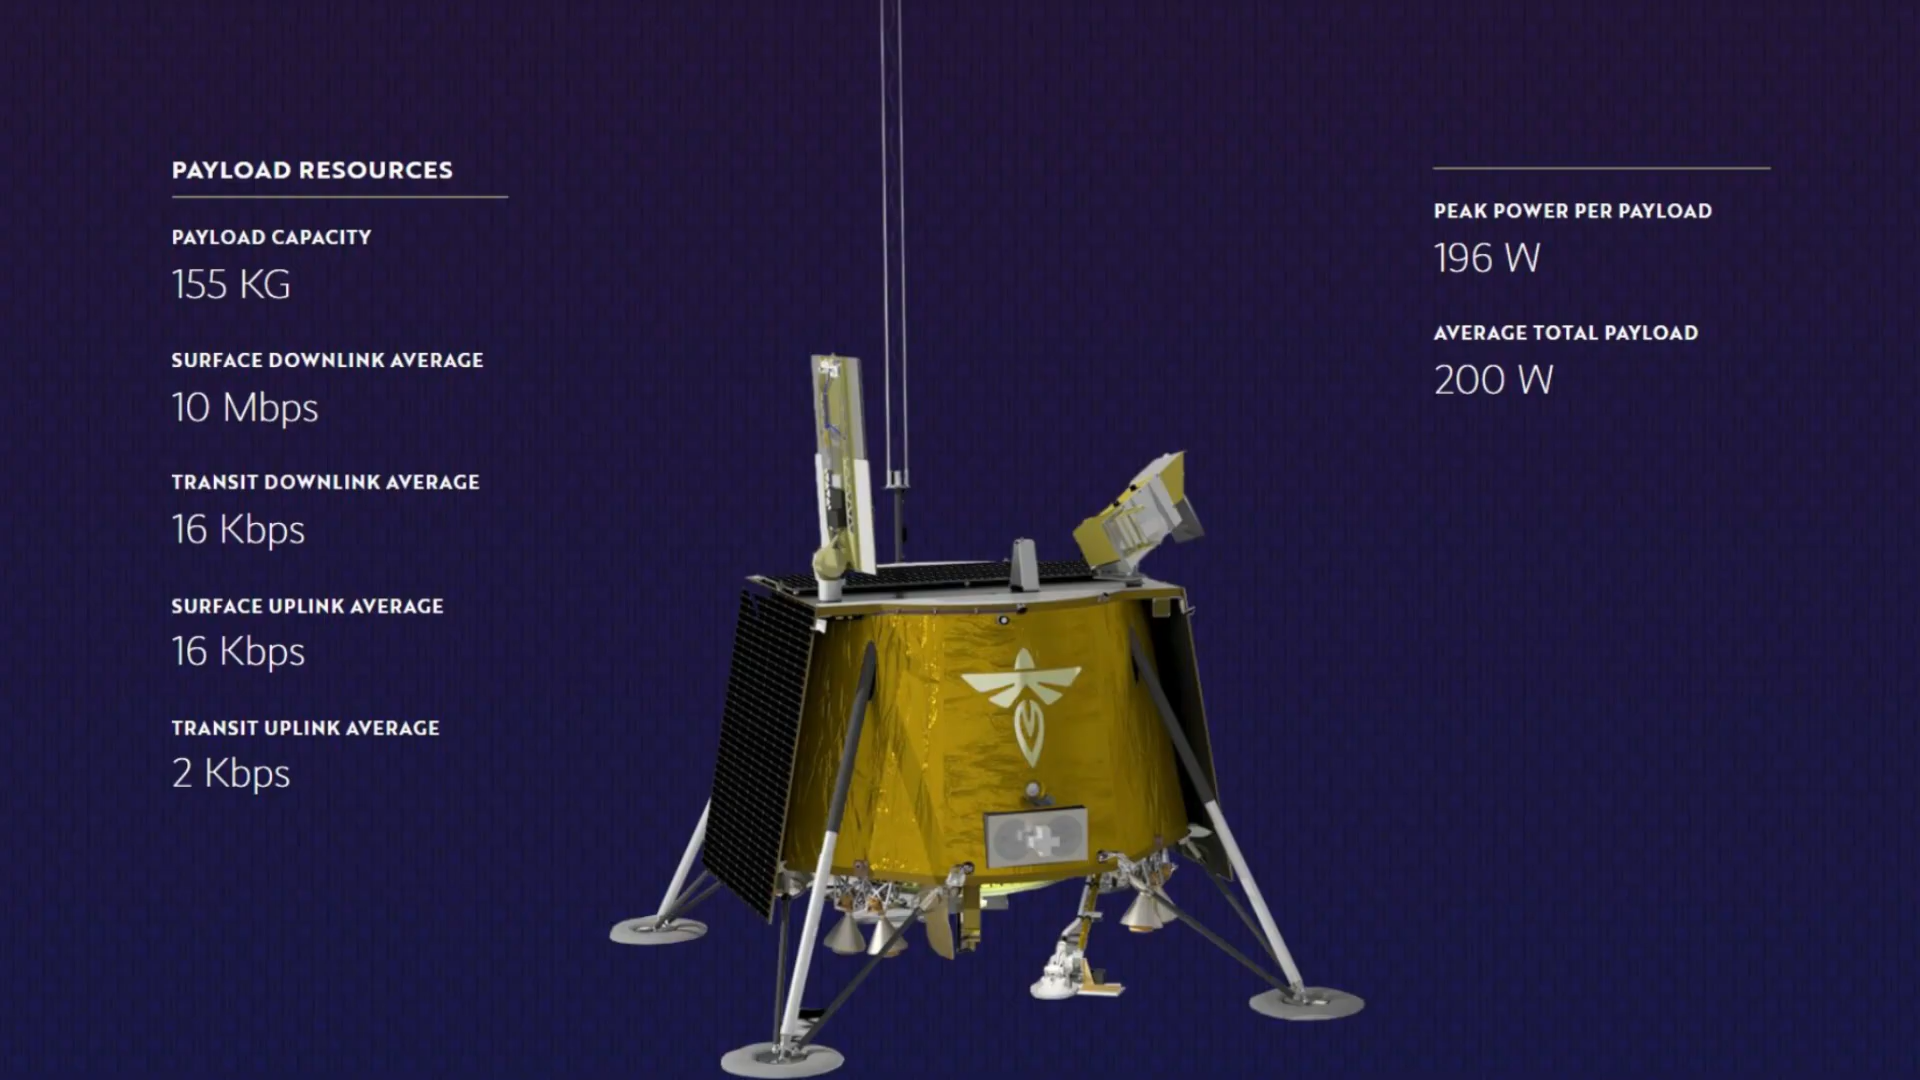 PAYLOAD RESOURCES
PAYLOAD CAPACITY
155 KG
SURFACE DOWNLINK AVERAGE
10 Mbps
TRANSIT DOWNLINK AVERAGE
16 Kbps
SURFACE UPLINK AVERAGE
16 Kbps
TRANSIT UPLINK AVERAGE
2 Kbps
PEAK POWER PER PAYLOAD
196 W
AVERAGE TOTAL PAYLOAD
200 W